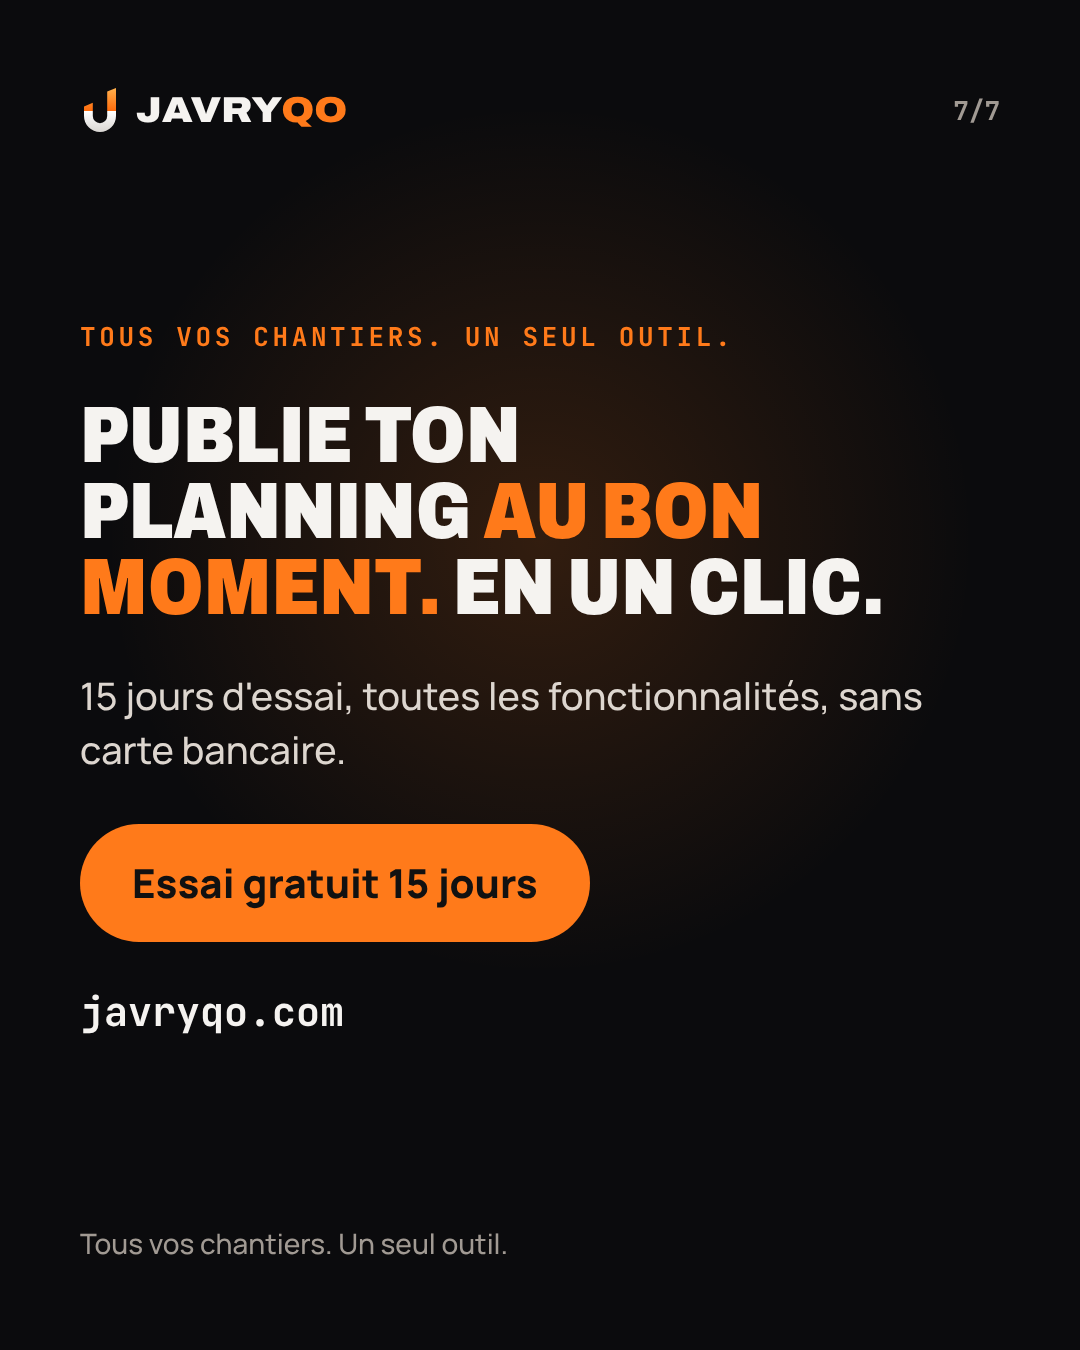 JAVRYQO
7/7
TOUS VOS CHANTIERS. UN SEUL OUTIL.
PUBLIE TON
PLANNING AU BON
MOMENT. EN UN CLIC.
15 jours d'essai, toutes les fonctionnalités, sans
carte bancaire.
Essai gratuit 15 jours
javryqo.com
Tous vos chantiers. Un seul outil.